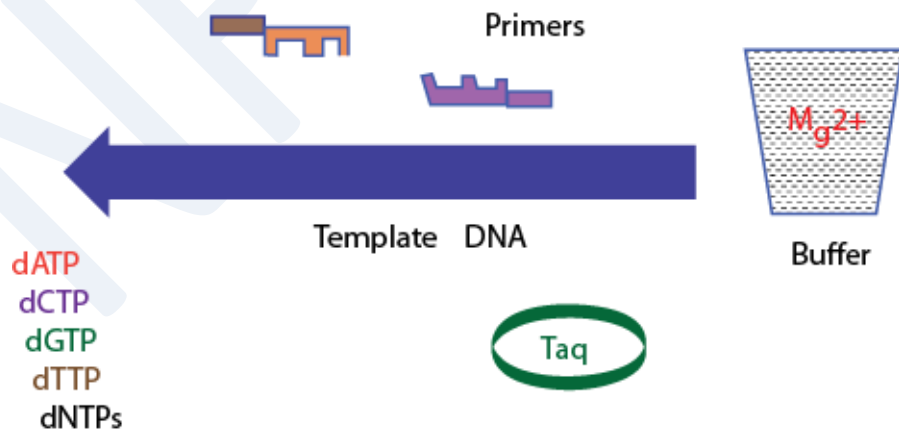 Primers
Mg2+
Template DNA
Buffer
dATP
dCTP
dGTP
dTTP
dNTPs
Taq